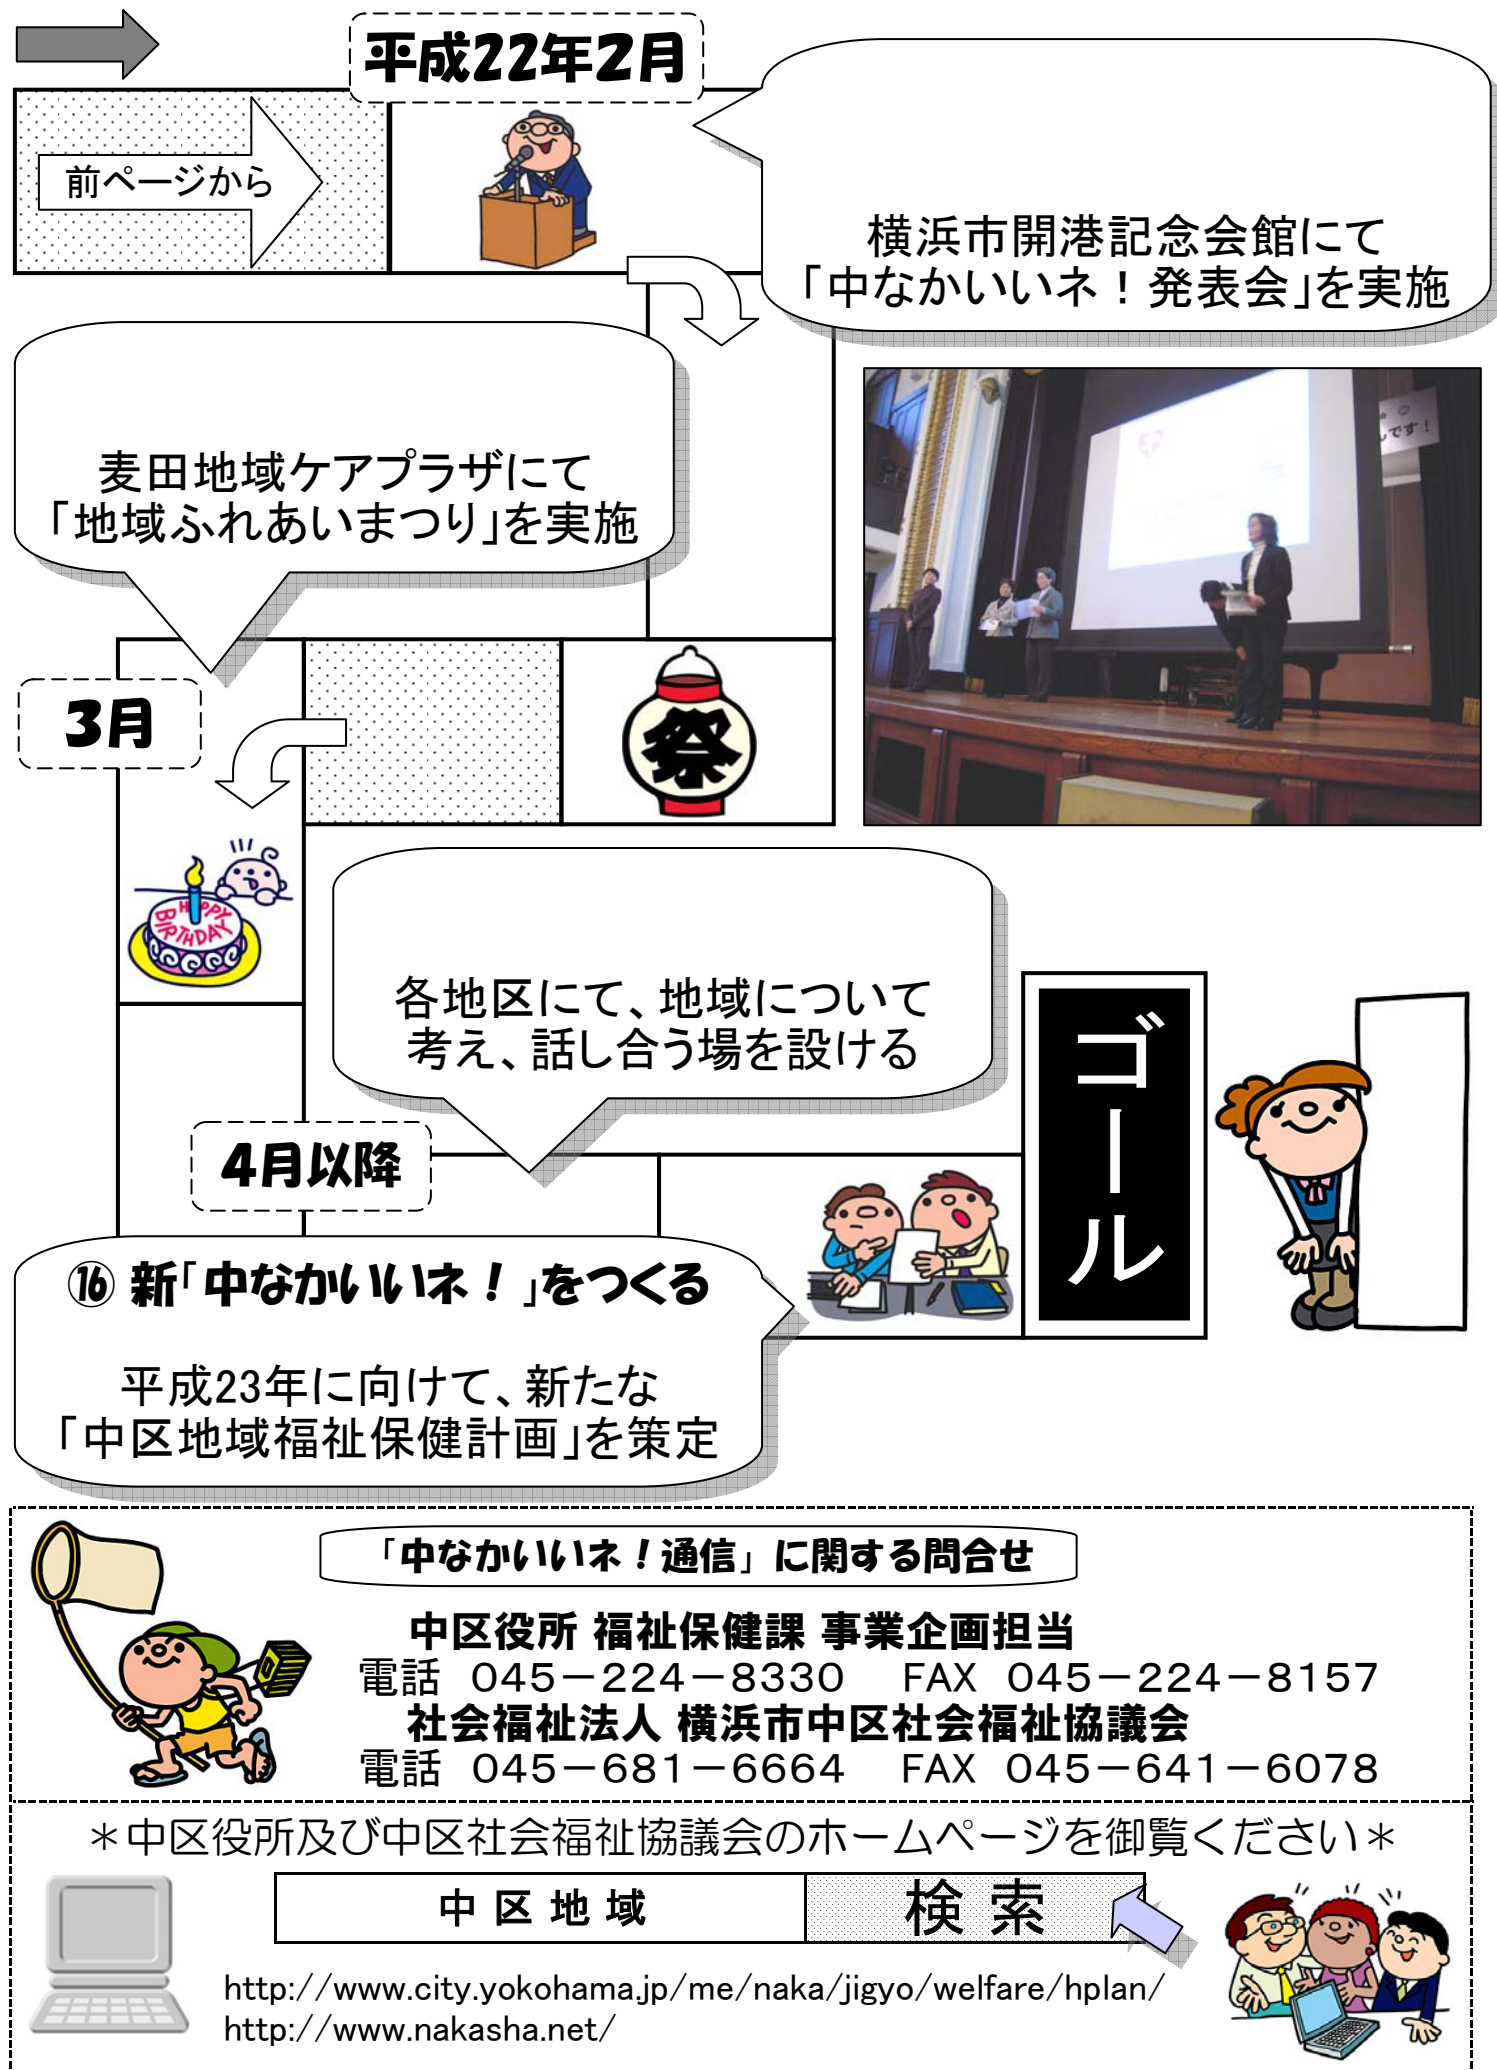 平成22年2月
前ページから
横浜市開港記念会館にて
「中なかいいネ！発表会」を実施
です！
麦田地域ケアプラザにて
「地域ふれあいまつり」を実施
3月
祭
HAPPY
BIRTHDAY
各地区にて、地域について
考え、話し合う場を設ける
ゴール
4月以降
⑯ 新「中なかいいネ！」をつくる
平成23年に向けて、新たな
「中区地域福祉保健計画」を策定
「中なかいいネ！通信」に関する問合せ
中区役所 福祉保健課 事業企画担当
電話　０４５－２２４－８３３０　FAX　０４５－２２４－８１５７
社会福祉法人 横浜市中区社会福祉協議会
電話　０４５－６８１－６６６４　FAX　０４５－６４１－６０７８
＊中区役所及び中区社会福祉協議会のホームページを御覧ください＊
中 区 地 域
検 索
http://www.city.yokohama.jp/me/naka/jigyo/welfare/hplan/
http://www.nakasha.net/